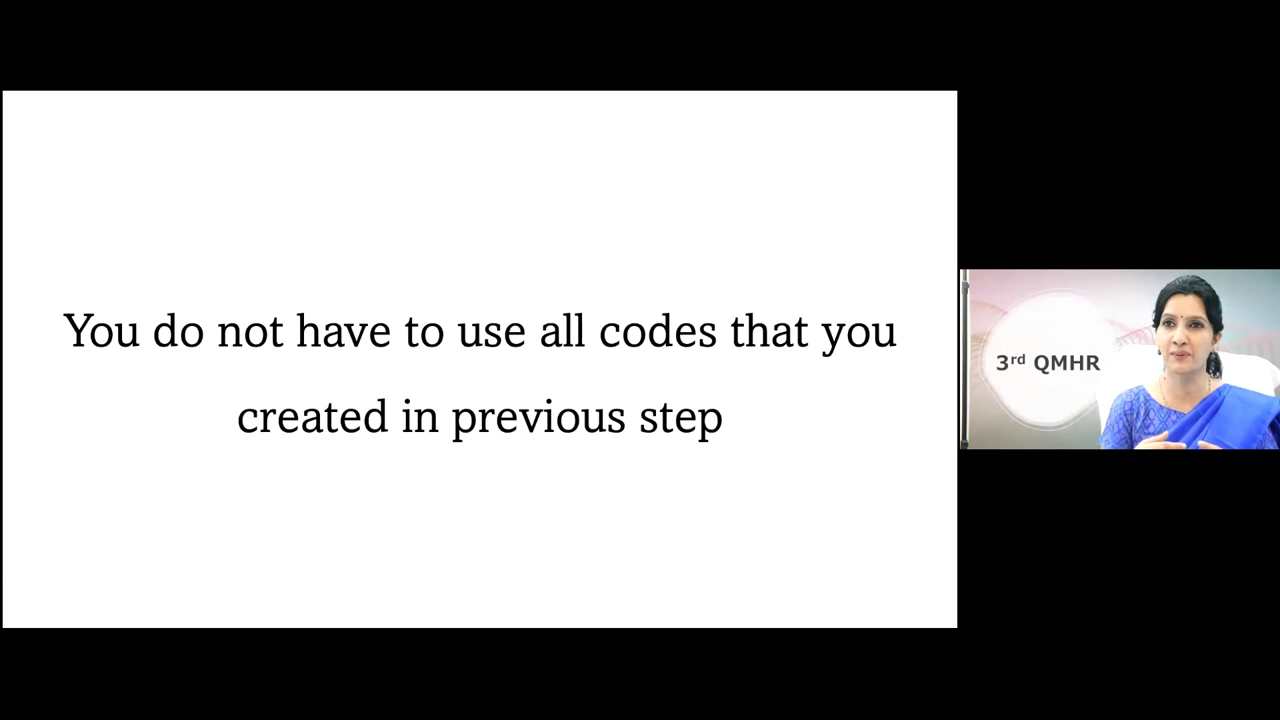 You do not have to use all codes that you
created in previous step
3rd QMHR